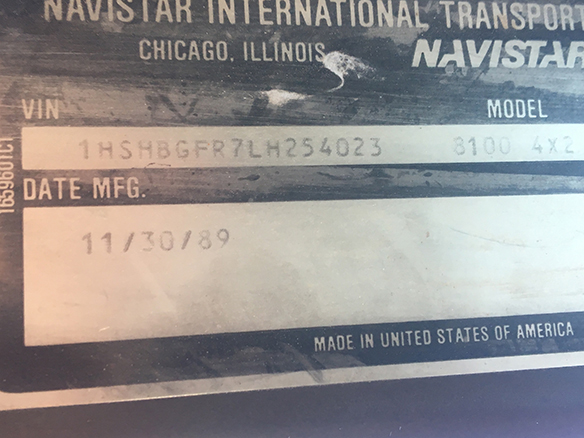 NAVISTAR INTERNATIONAL TRANSPORT
CHICAGO, ILLINOIS NAVISTAR
VIN MODEL
1HSHBGFR7LH254023 8100 4X2
DATE MFG.
11/30/89
MADE IN UNITED STATES OF AMERICA
1659601C1